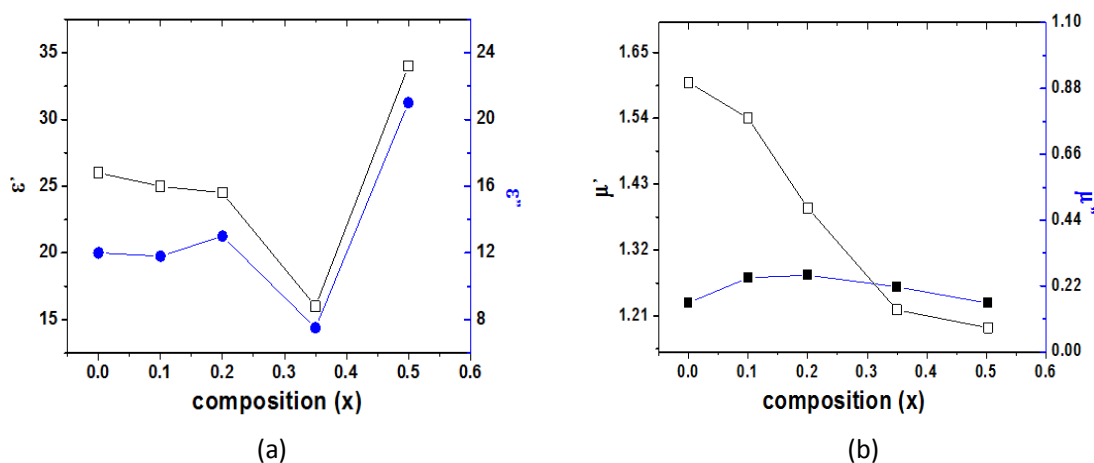 35
30
25
20
15
ε’
24
20
16
12
8
ε”
0.0 0.1 0.2 0.3 0.4 0.5 0.6
composition (x)
(a)
1.65
1.54
1.43
1.32
1.21
μ’
1.10
0.88
0.66
0.44
0.22
0.00
μ”
0.0 0.1 0.2 0.3 0.4 0.5 0.6
composition (x)
(b)